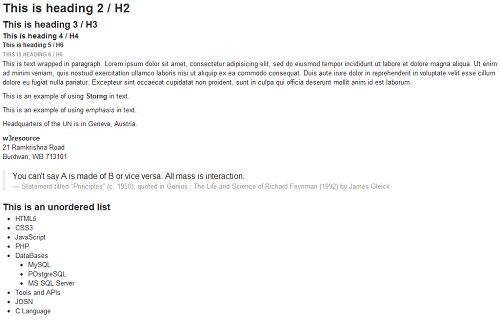 This is heading 2 / H2
This is heading 3 / H3
This is heading 4 / H4
This is heading 5 / H6
THIS IS HEADING 6 / H6
This is text wrapped in paragraph. Lorem ipsum dolor sit amet, consectetur adipisicing elit, sed do eiusmod tempor incididunt ut labore et dolore magna aliqua. Ut enim
ad minim veniam, quis nostrud exercitation ullamco laboris nisi ut aliquip ex ea commodo consequat. Duis aute irure dolor in reprehenderit in voluptate velit esse cillum
dolore eu fugiat nulla pariatur. Excepteur sint occaecat cupidatat non proident, sunt in culpa qui officia deserunt mollit anim id est laborum.
This is an example of using Storng in text.
This is an example of using emphasis in text.
Headquarters of the UN is in Geneva, Austria.
w3resource
21 Ramkrishna Road
Burdwan, WB 713101
You can't say A is made of B or vice versa. All mass is interaction.
— Statement titled "Principles" (c. 1950), quoted in Genius : The Life and Science of Richard Feynman (1992) by James Gleick
This is an unordered list
• HTML5
• CSS3
• JavaScript
• PHP
• DataBases
• MySQL
• POstgreSQL
• MS SQL Server
• Tools and APIs
• JOSN
• C Language